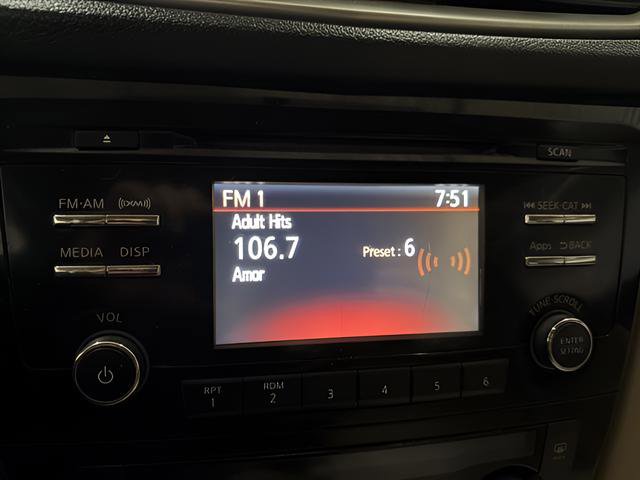 SCAN
FM 1 7:51
Adult Hits
106.7 Preset : 6
Amor
FM·AM ((XM))
MEDIA DISP
VOL
SEEK·CAT
Apps BACK
TUNE·SCROLL
ENTER
SETTING
RPT RDM
1 2 3 4 5 6